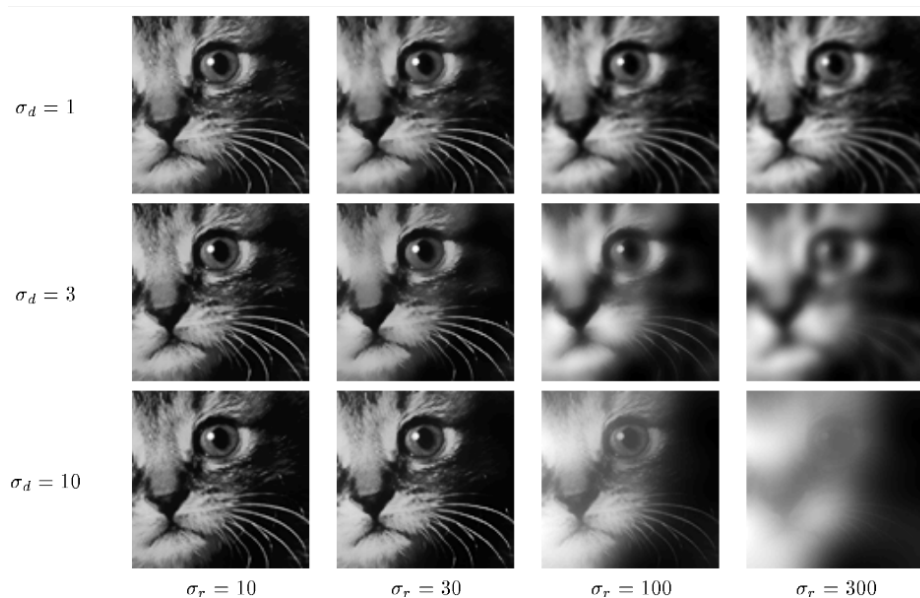 σ_d = 1
σ_d = 3
σ_d = 10
σ_r = 10 σ_r = 30 σ_r = 100 σ_r = 300